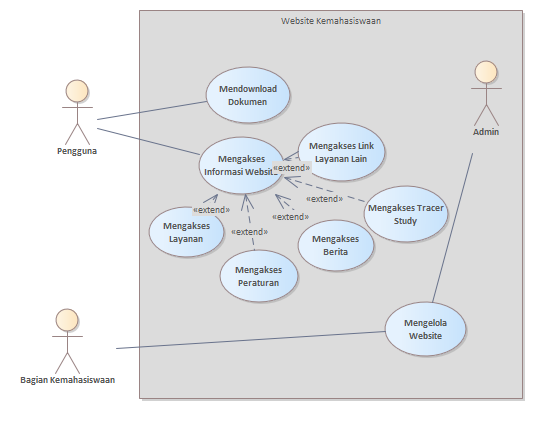 Website Kemahasiswaan
Mendownload
Dokumen
Admin
Pengguna
Mengakses Link
Layanan Lain
Mengakses
Informasi Website
«extend»
«extend»
Mengakses Tracer
Study
«extend»
«extend»
Mengakses
Layanan
«extend»
Mengakses
Berita
Mengakses
Peraturan
Mengelola
Website
Bagian Kemahasiswaan